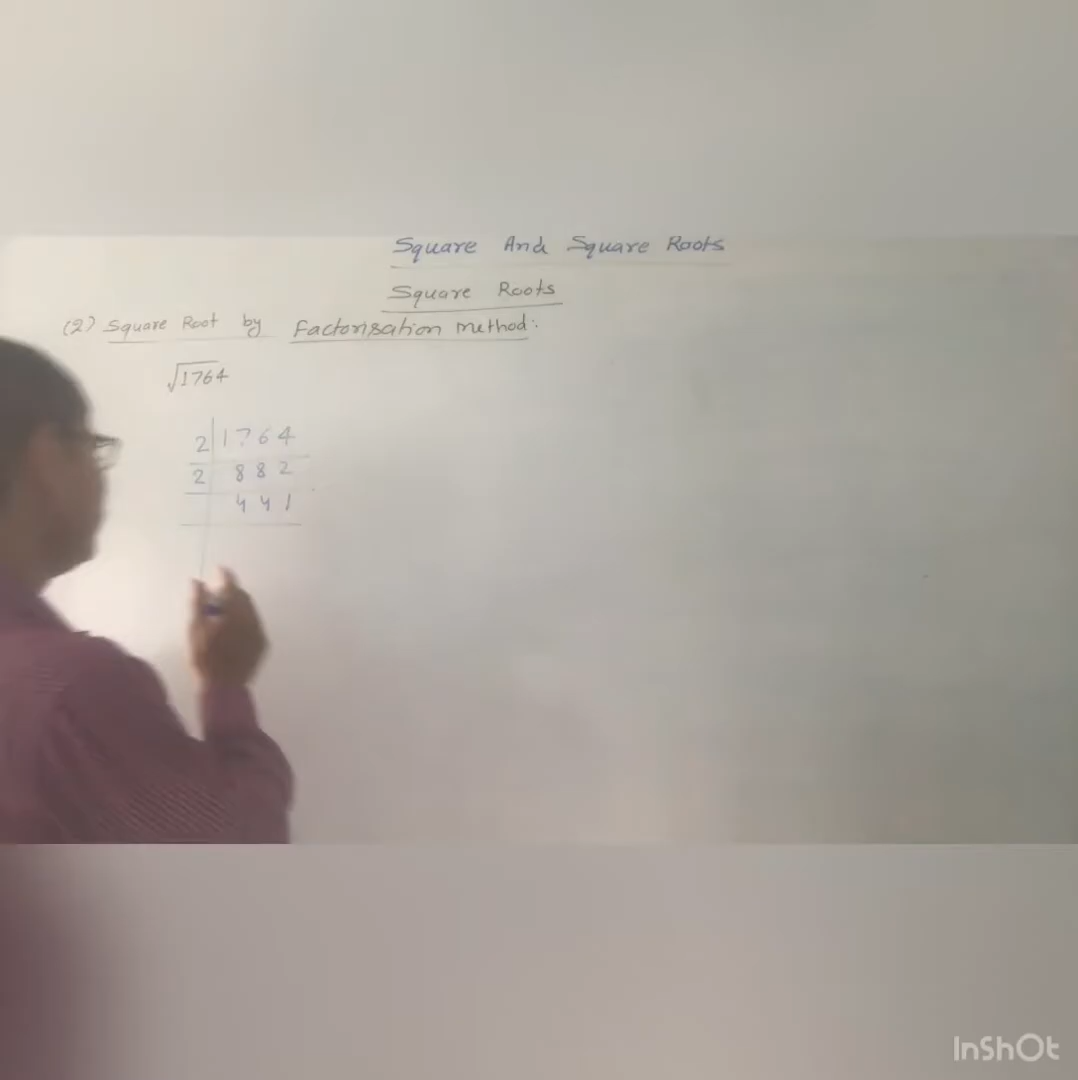 Square And Square Roots
Square Roots
(2) Square Root by Factorisation method:
√1764
2 | 1764
2 | 882
441
InShOt